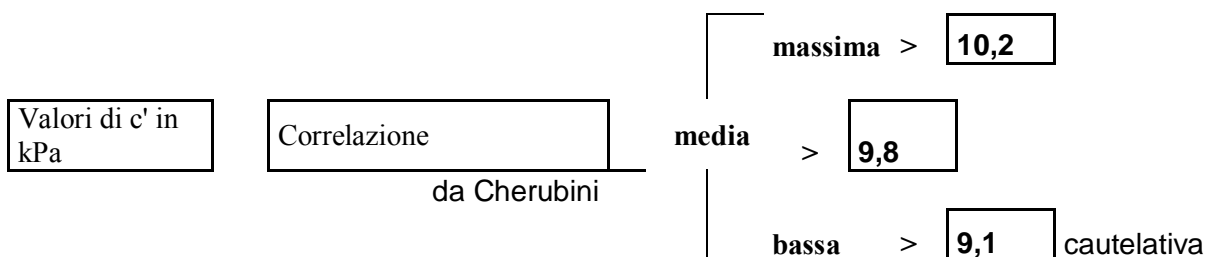 massima > 10,2
Valori di c' in
kPa
Correlazione
media > 9,8
da Cherubini
bassa > 9,1 cautelativa